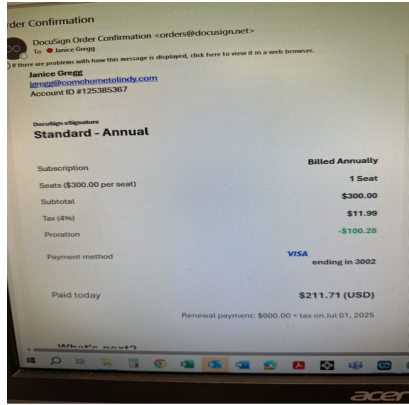 rder Confirmation
DocuSign Order Confirmation <orders@docusign.net>
To Janice Gregg
If there are problems with how this message is displayed, click here to view it in a web browser.
Janice Gregg
jgregg@comehometolindy.com
Account ID #125385367
DocuSign eSignature
Standard - Annual
Subscription Billed Annually
Seats ($300.00 per seat) 1 Seat
Subtotal $300.00
Tax (4%) $11.99
Proration -$100.28
Payment method VISA ending in 3002
Paid today $211.71 (USD)
Renewal payment: $600.00 + tax on Jul 01, 2025
What's next?
acer